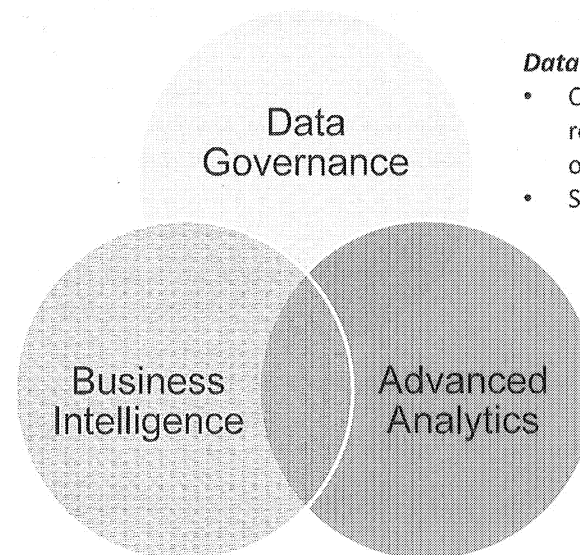 Data
Governance
Data
•
•
Business
Intelligence
Advanced
Analytics